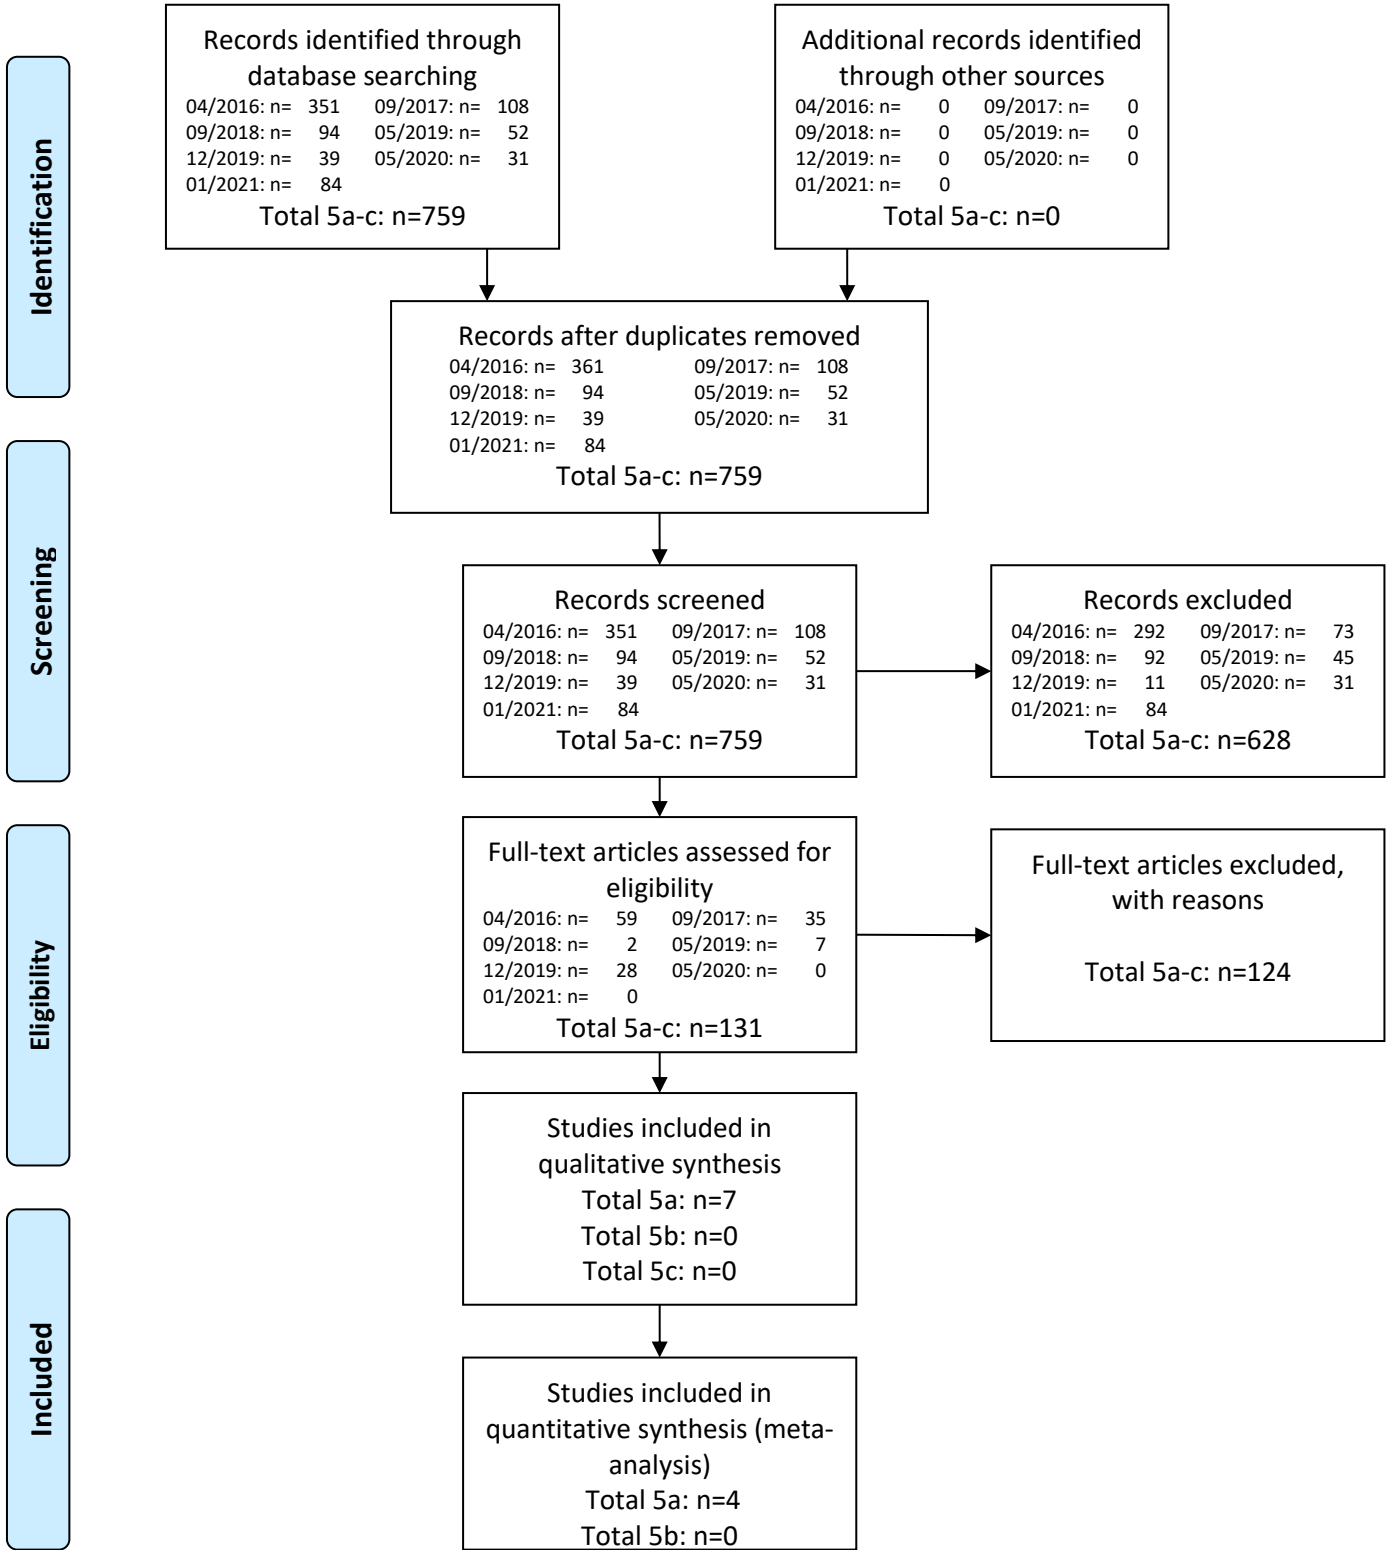 Identification
Records identified through
database searching
04/2016: n= 351 09/2017: n= 108
09/2018: n= 94 05/2019: n= 52
12/2019: n= 39 05/2020: n= 31
01/2021: n= 84
Total 5a-c: n=759
Additional records identified
through other sources
04/2016: n= 0 09/2017: n= 0
09/2018: n= 0 05/2019: n= 0
12/2019: n= 0 05/2020: n= 0
01/2021: n= 0
Total 5a-c: n=0
Records after duplicates removed
04/2016: n= 361 09/2017: n= 108
09/2018: n= 94 05/2019: n= 52
12/2019: n= 39 05/2020: n= 31
01/2021: n= 84
Total 5a-c: n=759
Screening
Records screened
04/2016: n= 351 09/2017: n= 108
09/2018: n= 94 05/2019: n= 52
12/2019: n= 39 05/2020: n= 31
01/2021: n= 84
Total 5a-c: n=759
Records excluded
04/2016: n= 292 09/2017: n= 73
09/2018: n= 92 05/2019: n= 45
12/2019: n= 11 05/2020: n= 31
01/2021: n= 84
Total 5a-c: n=628
Eligibility
Full-text articles assessed for
eligibility
04/2016: n= 59 09/2017: n= 35
09/2018: n= 2 05/2019: n= 7
12/2019: n= 28 05/2020: n= 0
01/2021: n= 0
Total 5a-c: n=131
Full-text articles excluded,
with reasons
Total 5a-c: n=124
Included
Studies included in
qualitative synthesis
Total 5a: n=7
Total 5b: n=0
Total 5c: n=0
Studies included in
quantitative synthesis (meta-
analysis)
Total 5a: n=4
Total 5b: n=0